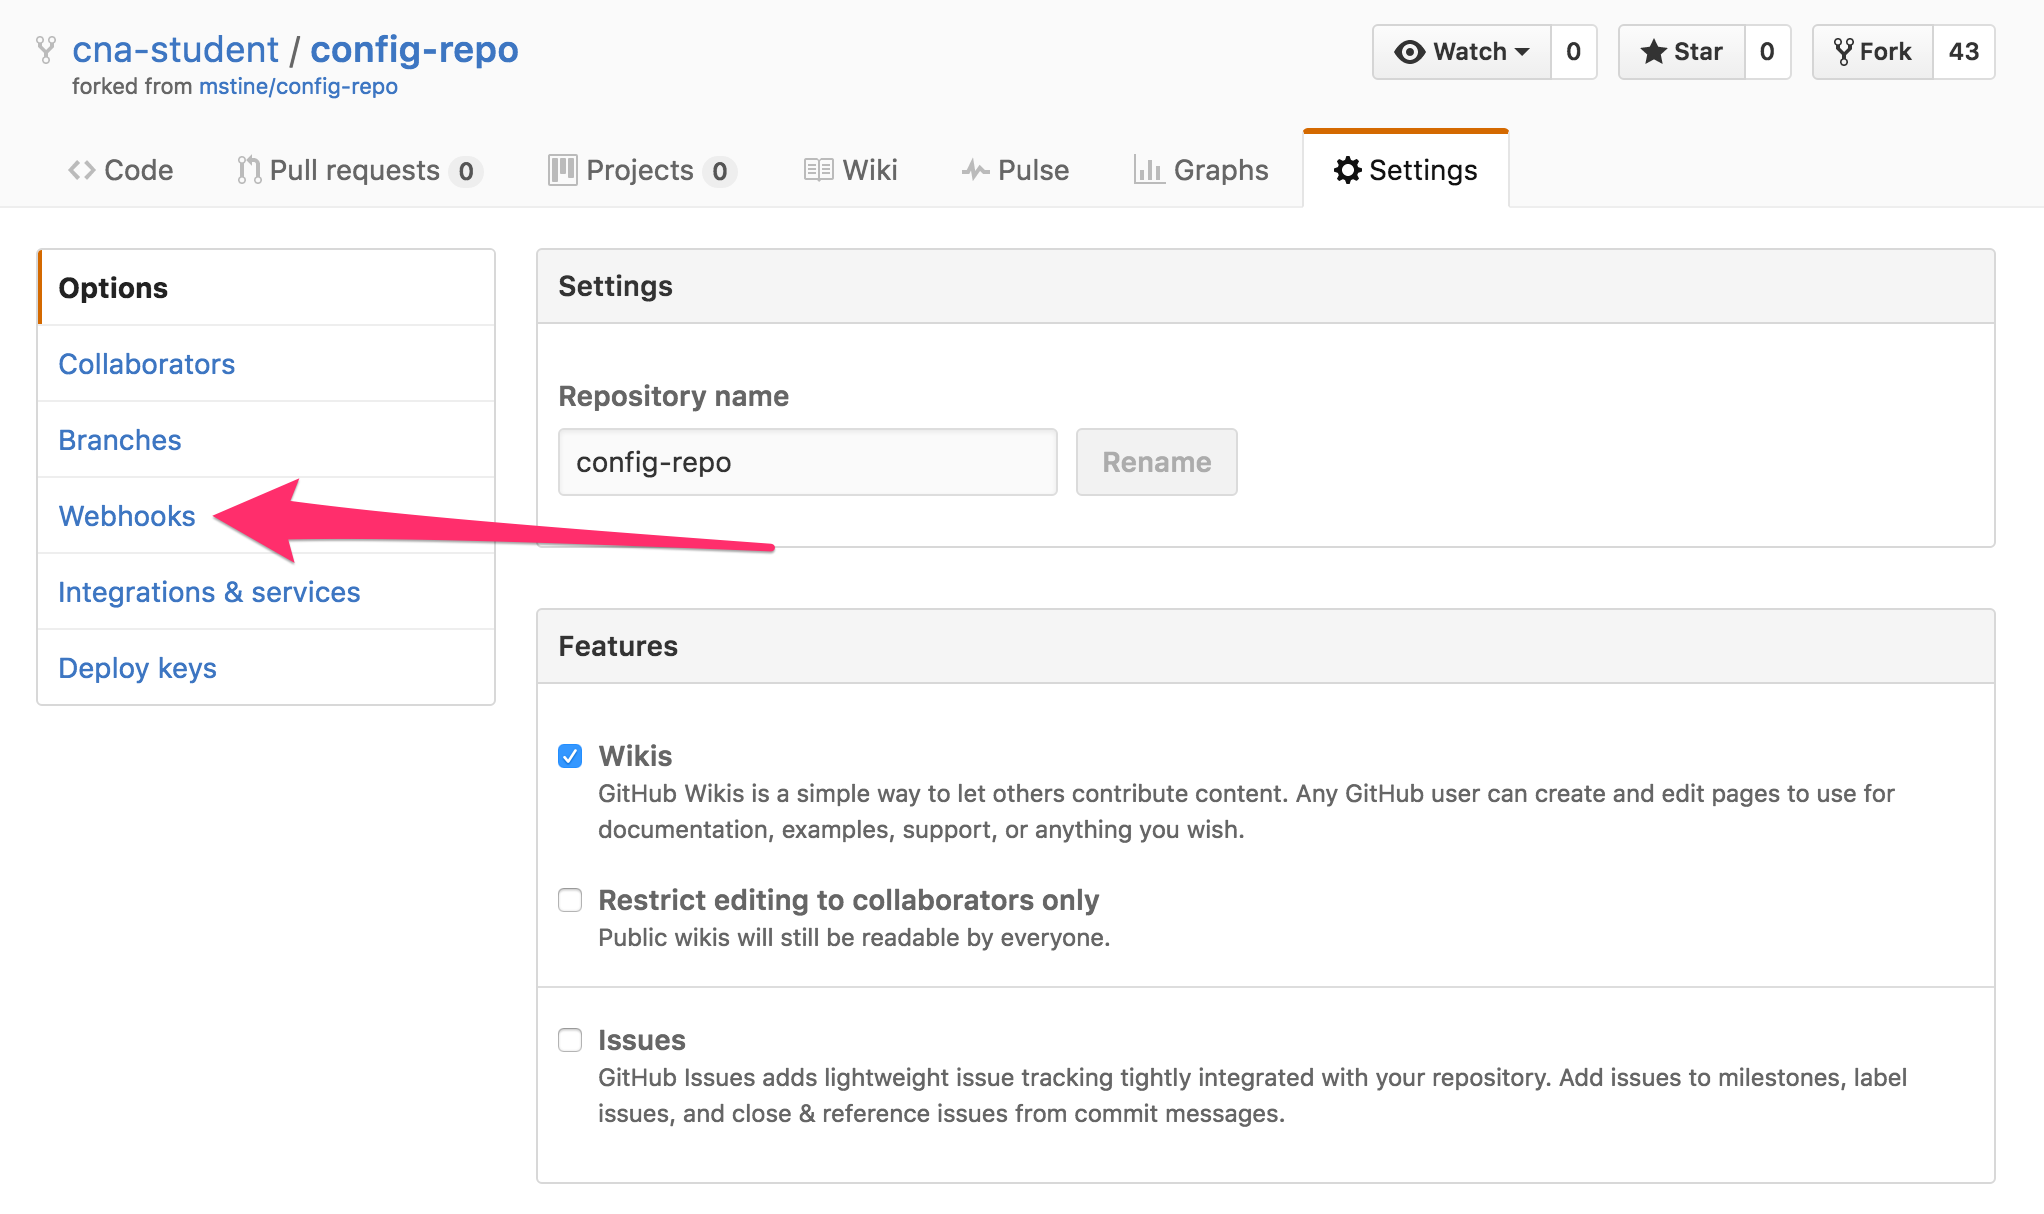 cna-student / config-repo
forked from mstine/config-repo
Watch 0 Star 0 Fork 43
Code Pull requests 0 Projects 0 Wiki Pulse Graphs Settings
Options
Collaborators
Branches
Webhooks
Integrations & services
Deploy keys
Settings
Repository name
config-repo Rename
Features
Wikis
GitHub Wikis is a simple way to let others contribute content. Any GitHub user can create and edit pages to use for
documentation, examples, support, or anything you wish.
Restrict editing to collaborators only
Public wikis will still be readable by everyone.
Issues
GitHub Issues adds lightweight issue tracking tightly integrated with your repository. Add issues to milestones, label
issues, and close & reference issues from commit messages.